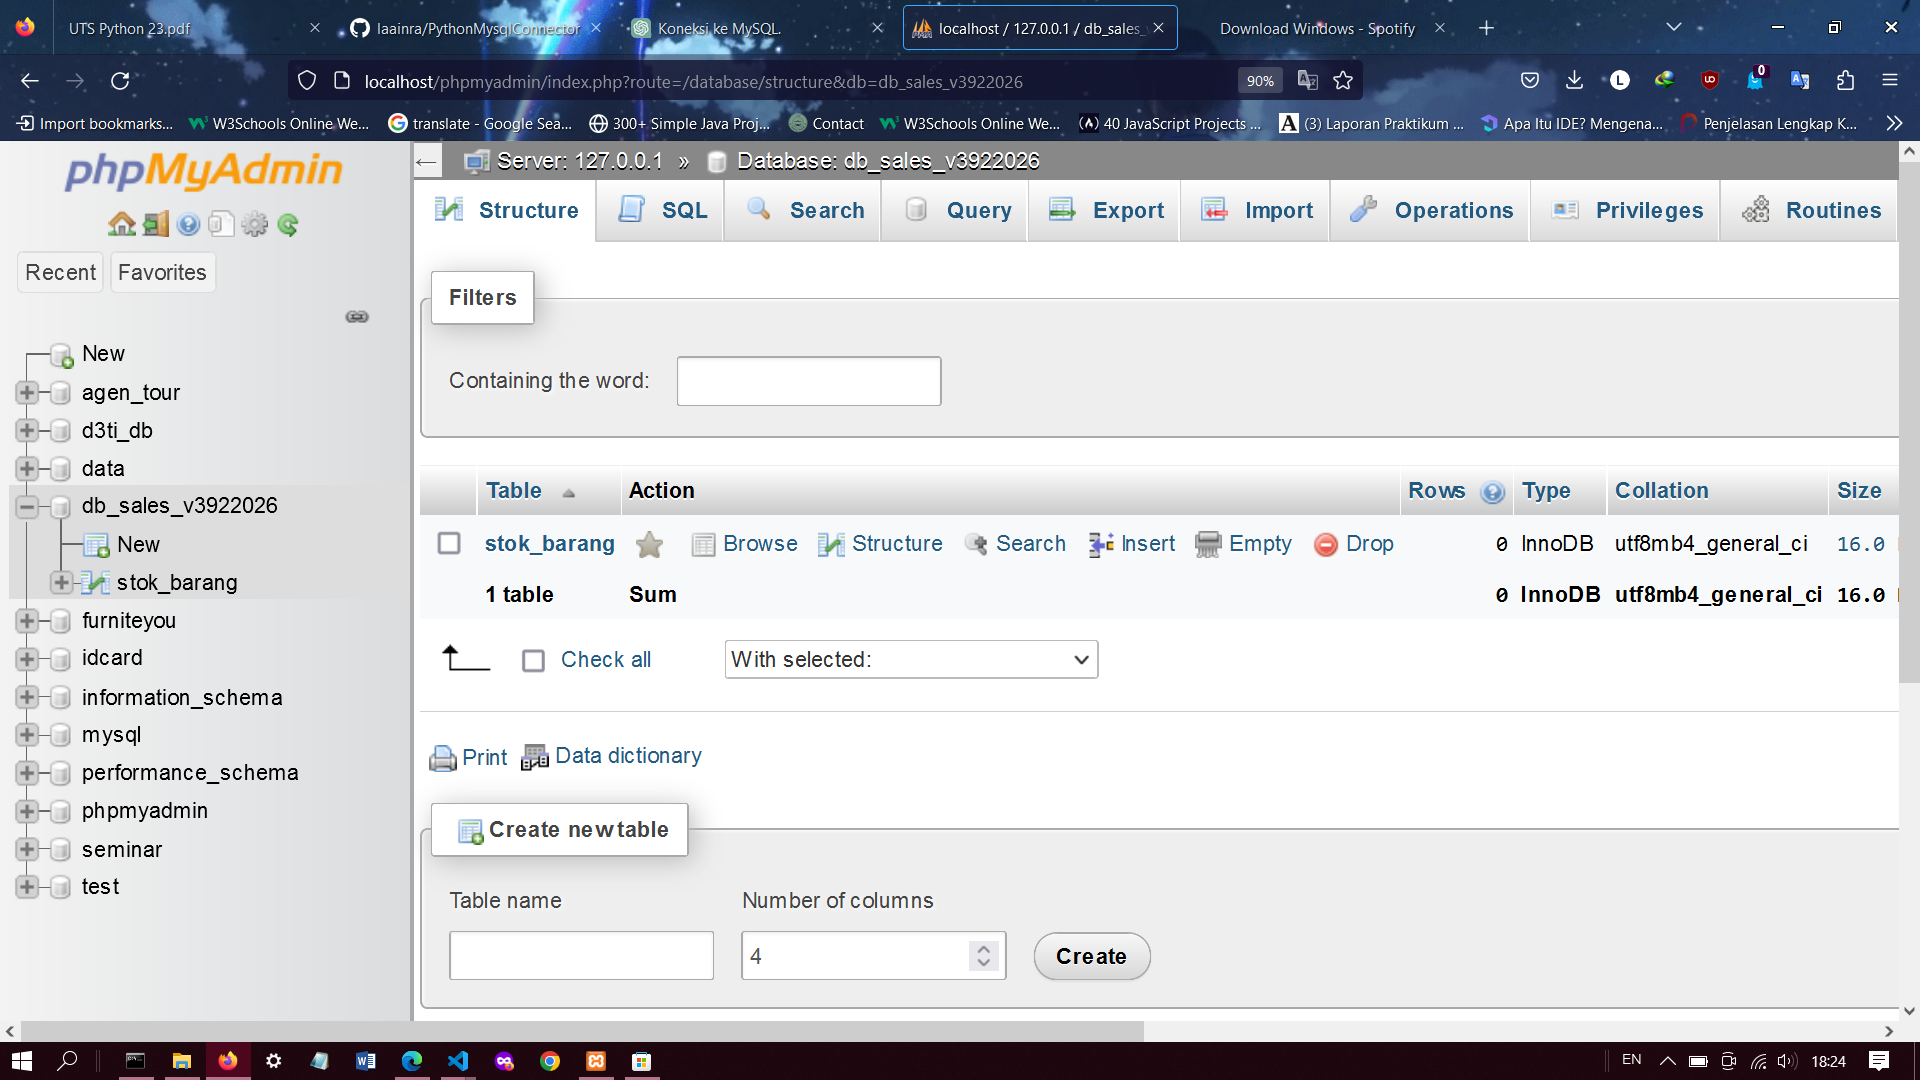 UTS Python 23.pdf
laainra/PythonMysqlConnector
Koneksi ke MySQL.
localhost / 127.0.0.1 / db_sales_v
Download Windows - Spotify
localhost/phpmyadmin/index.php?route=/database/structure&db=db_sales_v3922026
90%
0
Import bookmarks...
W3Schools Online We...
translate - Google Sea...
300+ Simple Java Proj...
Contact
W3Schools Online We...
40 JavaScript Projects ...
(3) Laporan Praktikum ...
Apa Itu IDE? Mengena...
Penjelasan Lengkap K...
phpMyAdmin
Recent
Favorites
New
agen_tour
d3ti_db
data
db_sales_v3922026
New
stok_barang
furniteyou
idcard
information_schema
mysql
performance_schema
phpmyadmin
seminar
test
Server: 127.0.0.1 » Database: db_sales_v3922026
Structure
SQL
Search
Query
Export
Import
Operations
Privileges
Routines
Filters
Containing the word:
Table Action Rows Type Collation Size
stok_barang Browse Structure Search Insert Empty Drop 0 InnoDB utf8mb4_general_ci 16.0
1 table Sum 0 InnoDB utf8mb4_general_ci 16.0
Check all
With selected:
Print
Data dictionary
Create new table
Table name
Number of columns
4
Create
EN
18:24